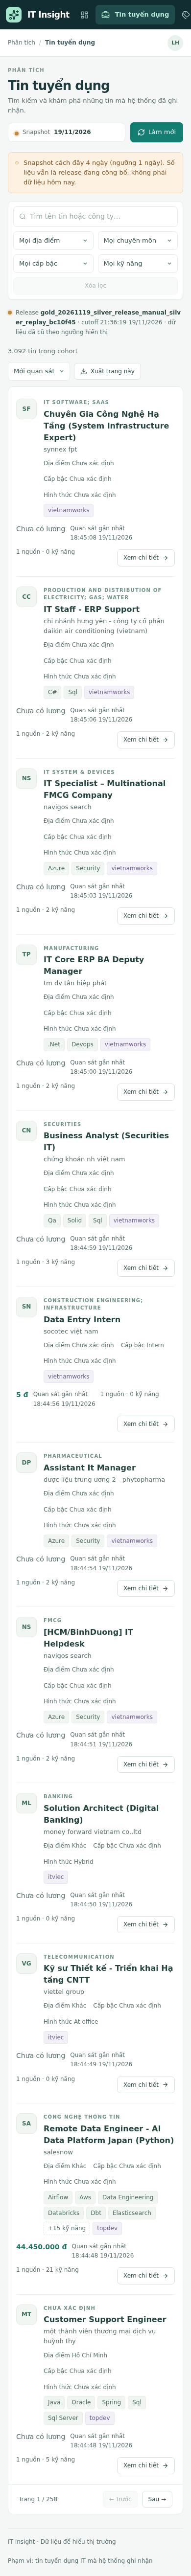 IT Insight
Tin tuyển dụng
Phân tích / Tin tuyển dụng
LH
PHÂN TÍCH
Tin tuyển dụng
Tìm kiếm và khám phá những tin mà hệ thống đã ghi nhận.
Snapshot 19/11/2026
Làm mới
Snapshot cách đây 4 ngày (ngưỡng 1 ngày). Số liệu vẫn là release đang công bố, không phải dữ liệu hôm nay.
Tìm tên tin hoặc công ty…
Mọi địa điểm
Mọi chuyên môn
Mọi cấp bậc
Mọi kỹ năng
Xóa lọc
Release gold_20261119_silver_release_manual_silver_replay_bc10f45 · cutoff 21:36:19 19/11/2026 · dữ liệu đã cũ theo ngưỡng hiển thị
3.092 tin trong cohort
Mới quan sát
Xuất trang này
SF
IT SOFTWARE; SAAS
Chuyên Gia Công Nghệ Hạ Tầng (System Infrastructure Expert)
synnex fpt
Địa điểm Chưa xác định
Cấp bậc Chưa xác định
Hình thức Chưa xác định
vietnamworks
Chưa có lương
Quan sát gần nhất
18:45:08 19/11/2026
1 nguồn · 0 kỹ năng
Xem chi tiết →
CC
PRODUCTION AND DISTRIBUTION OF ELECTRICITY; GAS; WATER
IT Staff - ERP Support
chi nhánh hưng yên - công ty cổ phần daikin air conditioning (vietnam)
Địa điểm Chưa xác định
Cấp bậc Chưa xác định
Hình thức Chưa xác định
C# Sql vietnamworks
Chưa có lương
Quan sát gần nhất
18:45:06 19/11/2026
1 nguồn · 2 kỹ năng
Xem chi tiết →
NS
IT SYSTEM & DEVICES
IT Specialist – Multinational FMCG Company
navigos search
Địa điểm Chưa xác định
Cấp bậc Chưa xác định
Hình thức Chưa xác định
Azure Security vietnamworks
Chưa có lương
Quan sát gần nhất
18:45:03 19/11/2026
1 nguồn · 2 kỹ năng
Xem chi tiết →
TP
MANUFACTURING
IT Core ERP BA Deputy Manager
tm dv tân hiệp phát
Địa điểm Chưa xác định
Cấp bậc Chưa xác định
Hình thức Chưa xác định
.Net Devops vietnamworks
Chưa có lương
Quan sát gần nhất
18:45:00 19/11/2026
1 nguồn · 2 kỹ năng
Xem chi tiết →
CN
SECURITIES
Business Analyst (Securities IT)
chứng khoán nh việt nam
Địa điểm Chưa xác định
Cấp bậc Chưa xác định
Hình thức Chưa xác định
Qa Solid Sql vietnamworks
Chưa có lương
Quan sát gần nhất
18:44:59 19/11/2026
1 nguồn · 3 kỹ năng
Xem chi tiết →
SN
CONSTRUCTION ENGINEERING; INFRASTRUCTURE
Data Entry Intern
socotec việt nam
Địa điểm Chưa xác định Cấp bậc Intern
Hình thức Chưa xác định
vietnamworks
5 đ
Quan sát gần nhất
18:44:56 19/11/2026
1 nguồn · 0 kỹ năng
Xem chi tiết →
DP
PHARMACEUTICAL
Assistant It Manager
dược liệu trung ương 2 - phytopharma
Địa điểm Chưa xác định
Cấp bậc Chưa xác định
Hình thức Chưa xác định
Azure Security vietnamworks
Chưa có lương
Quan sát gần nhất
18:44:54 19/11/2026
1 nguồn · 2 kỹ năng
Xem chi tiết →
NS
FMCG
[HCM/BinhDuong] IT Helpdesk
navigos search
Địa điểm Chưa xác định
Cấp bậc Chưa xác định
Hình thức Chưa xác định
Azure Security vietnamworks
Chưa có lương
Quan sát gần nhất
18:44:51 19/11/2026
1 nguồn · 2 kỹ năng
Xem chi tiết →
ML
BANKING
Solution Architect (Digital Banking)
money forward vietnam co.,ltd
Địa điểm Khác Cấp bậc Chưa xác định
Hình thức Hybrid
itviec
Chưa có lương
Quan sát gần nhất
18:44:50 19/11/2026
1 nguồn · 0 kỹ năng
Xem chi tiết →
VG
TELECOMMUNICATION
Kỹ sư Thiết kế - Triển khai Hạ tầng CNTT
viettel group
Địa điểm Khác Cấp bậc Chưa xác định
Hình thức At office
itviec
Chưa có lương
Quan sát gần nhất
18:44:49 19/11/2026
1 nguồn · 0 kỹ năng
Xem chi tiết →
SA
CÔNG NGHỆ THÔNG TIN
Remote Data Engineer - AI Data Platform Japan (Python)
salesnow
Địa điểm Khác Cấp bậc Chưa xác định
Hình thức Chưa xác định
Airflow Aws Data Engineering
Databricks Dbt Elasticsearch
+15 kỹ năng topdev
44.450.000 đ
Quan sát gần nhất
18:44:48 19/11/2026
1 nguồn · 21 kỹ năng
Xem chi tiết →
MT
CHƯA XÁC ĐỊNH
Customer Support Engineer
một thành viên thương mại dịch vụ huỳnh thy
Địa điểm Hồ Chí Minh
Cấp bậc Chưa xác định
Hình thức Chưa xác định
Java Oracle Spring Sql
Sql Server topdev
Chưa có lương
Quan sát gần nhất
18:44:48 19/11/2026
1 nguồn · 5 kỹ năng
Xem chi tiết →
Trang 1 / 258
← Trước
Sau →
IT Insight · Dữ liệu để hiểu thị trường
Phạm vi: tin tuyển dụng IT mà hệ thống ghi nhận